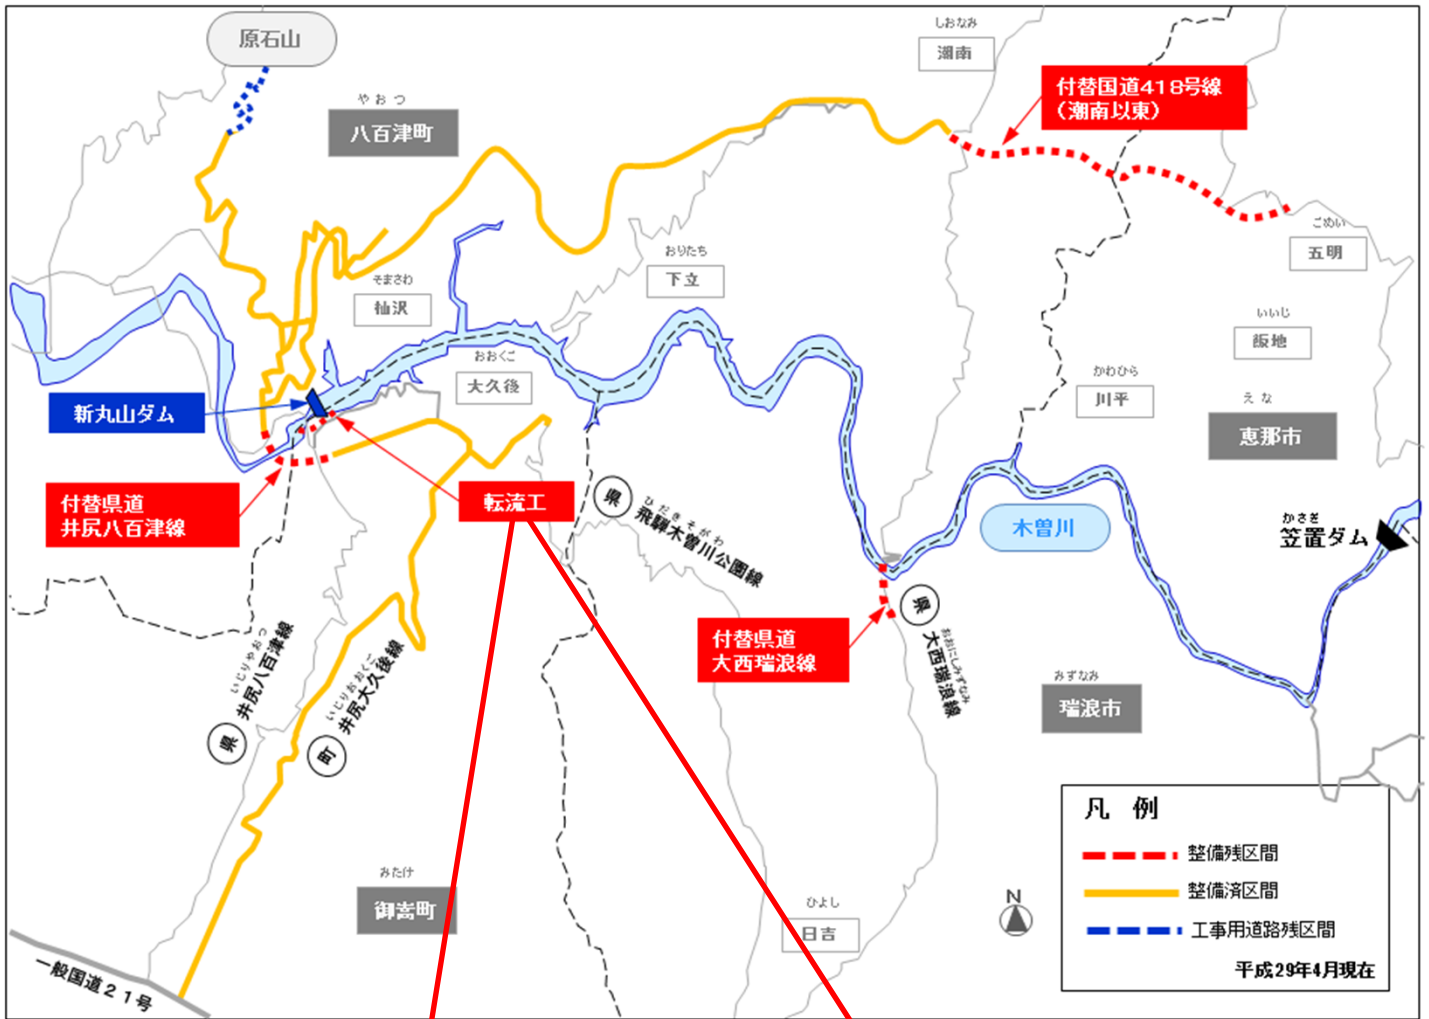 原石山
しおなみ
潮南
付替国道418号線
（潮南以東）
やおつ
八百津町
ごめい
五明
おりたち
下立
そまさわ
杣沢
いいじ
飯地
おおくご
大久後
かわひら
川平
えな
恵那市
新丸山ダム
付替県道
井尻八百津線
転流工
県
ひだきそがわ
飛騨木曽川公園線
木曽川
かさぎ
笠置ダム
付替県道
大西瑞浪線
県
おおにしみずなみ
大西瑞浪線
県
いじりやおつ
井尻八百津線
町
いじりおおくご
井尻大久後線
みずなみ
瑞浪市
おたけ
御嵩町
ひよし
日吉
N
一般国道21号
凡例
整備残区間
整備済区間
工事用道路残区間
平成29年4月現在